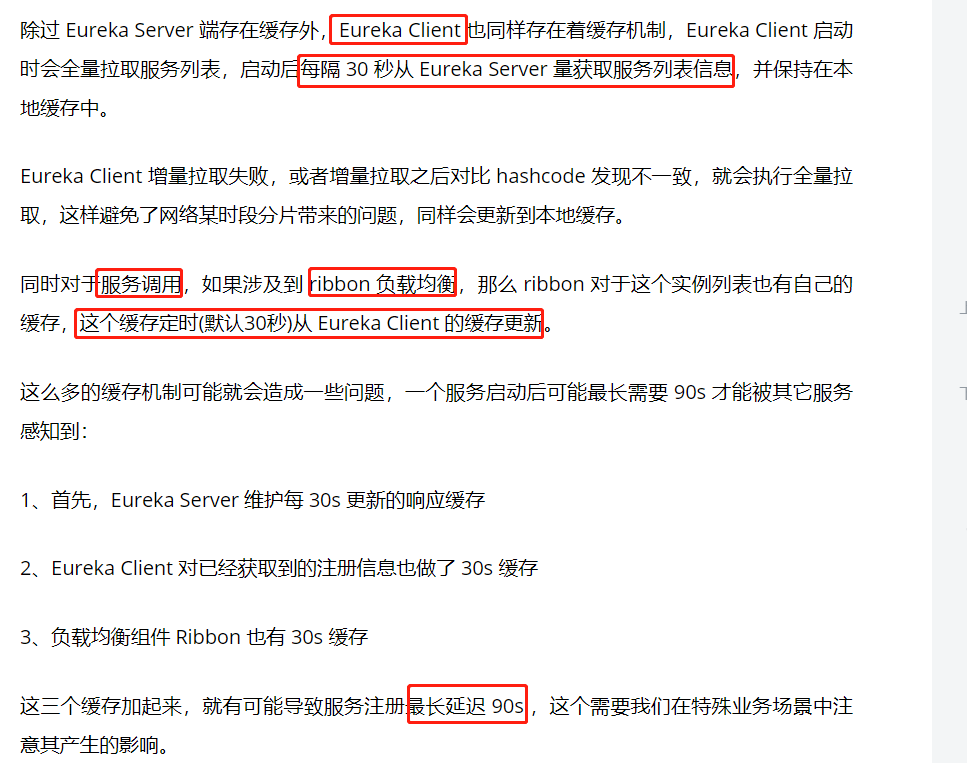 除过 Eureka Server 端存在缓存外，Eureka Client 也同样存在着缓存机制，Eureka Client 启动
时会全量拉取服务列表，启动后每隔 30 秒从 Eureka Server 量获取服务列表信息，并保持在本
地缓存中。
Eureka Client 增量拉取失败，或者增量拉取之后对比 hashcode 发现不一致，就会执行全量拉
取，这样避免了网络某时段分片带来的问题，同样会更新到本地缓存。
同时对于服务调用，如果涉及到 ribbon 负载均衡，那么 ribbon 对于这个实例列表也有自己的
缓存，这个缓存定时(默认30秒)从 Eureka Client 的缓存更新。
这么多的缓存机制可能就会造成一些问题，一个服务启动后可能最长需要 90s 才能被其它服务
感知到：
1、首先，Eureka Server 维护每 30s 更新的响应缓存
2、Eureka Client 对已经获取到的注册信息也做了 30s 缓存
3、负载均衡组件 Ribbon 也有 30s 缓存
这三个缓存加起来，就有可能导致服务注册最长延迟 90s ，这个需要我们在特殊业务场景中注
意其产生的影响。